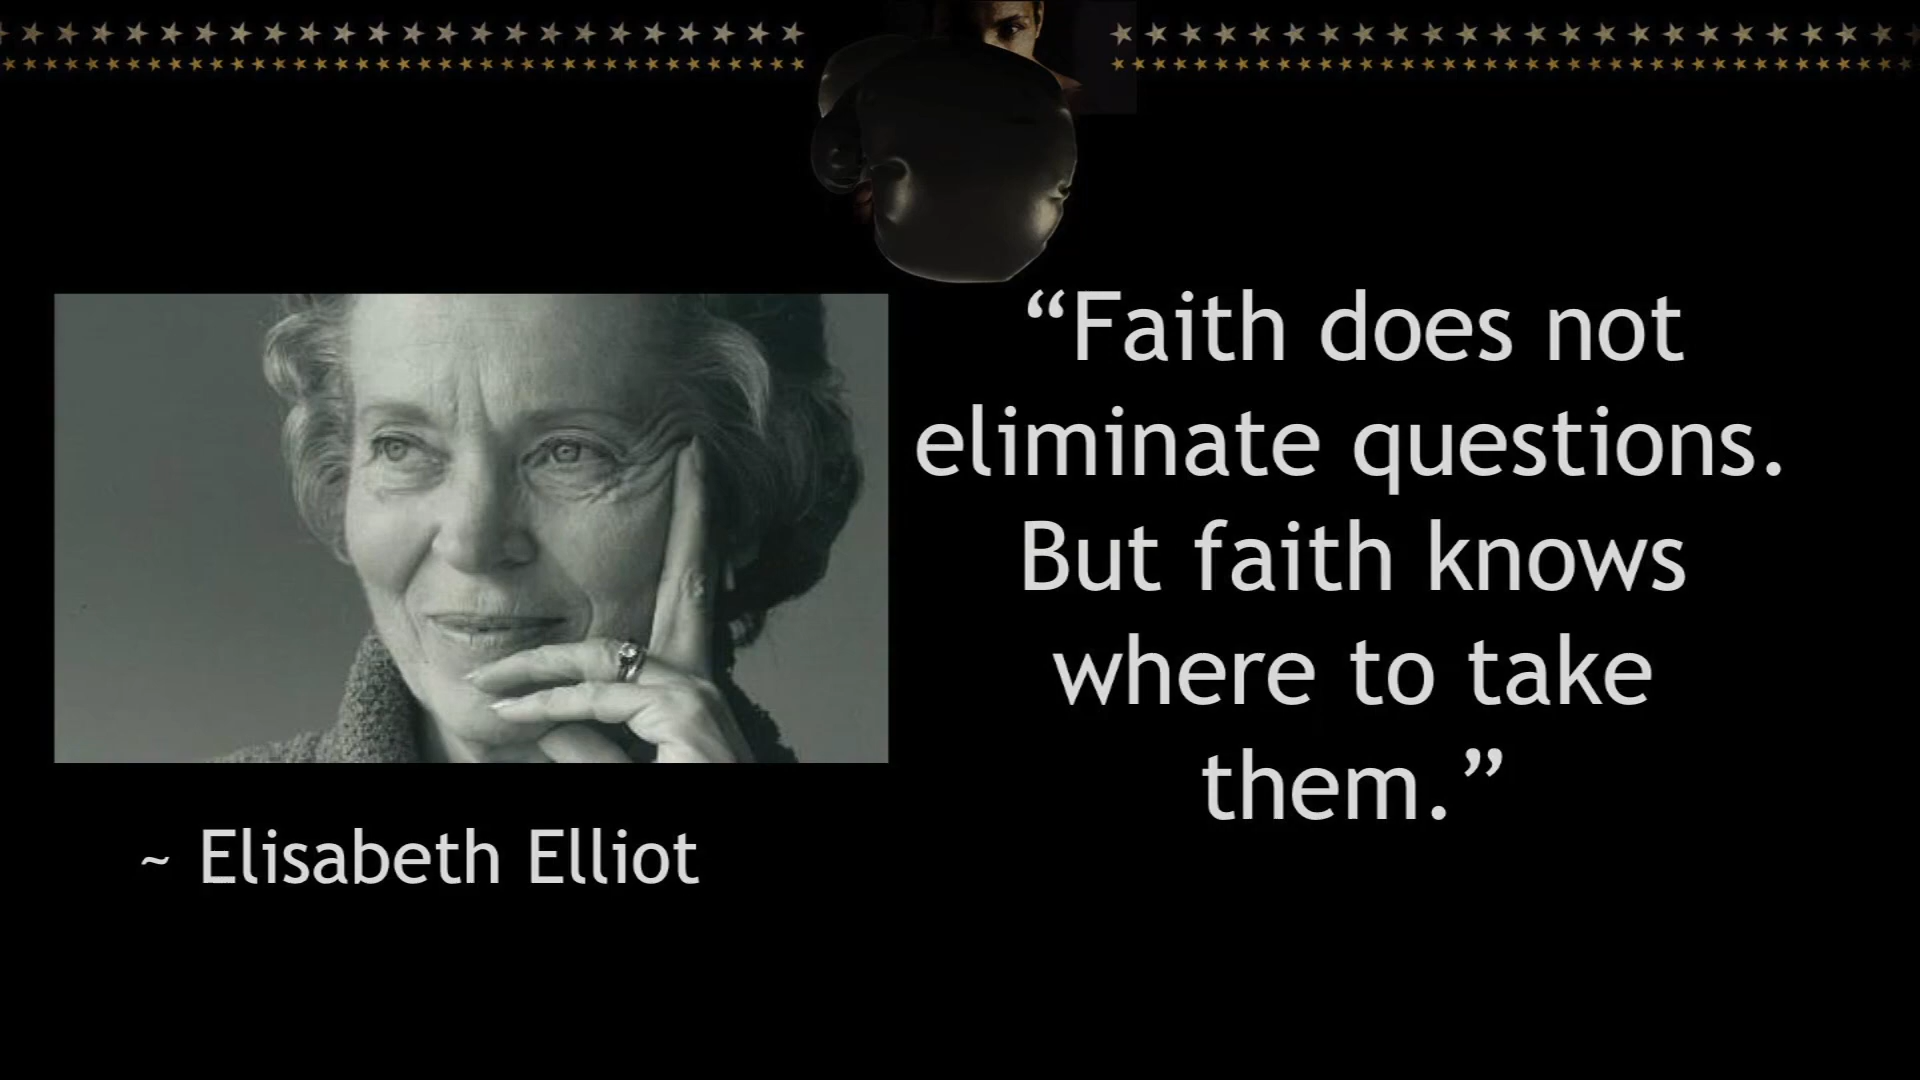 “Faith does not
eliminate questions.
But faith knows
where to take
them.”
~ Elisabeth Elliot